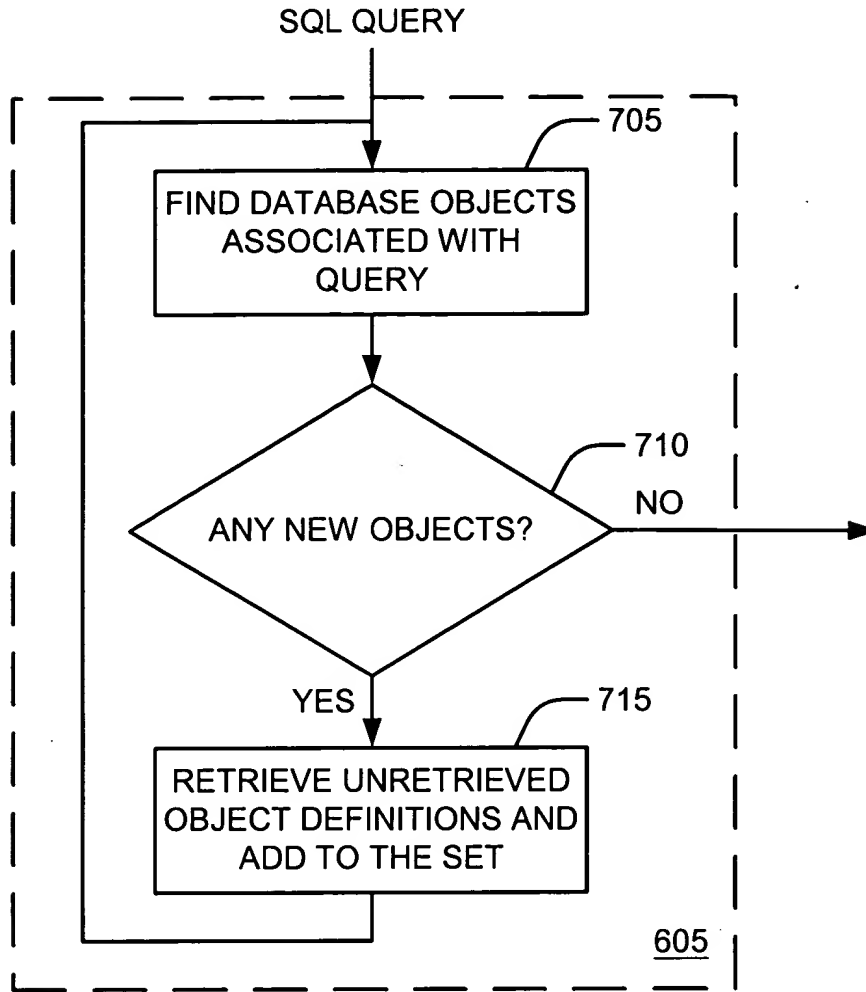 SQL QUERY
705
FIND DATABASE OBJECTS
ASSOCIATED WITH
QUERY
710
ANY NEW OBJECTS?
NO
YES
715
RETRIEVE UNRETRIEVED
OBJECT DEFINITIONS AND
ADD TO THE SET
605